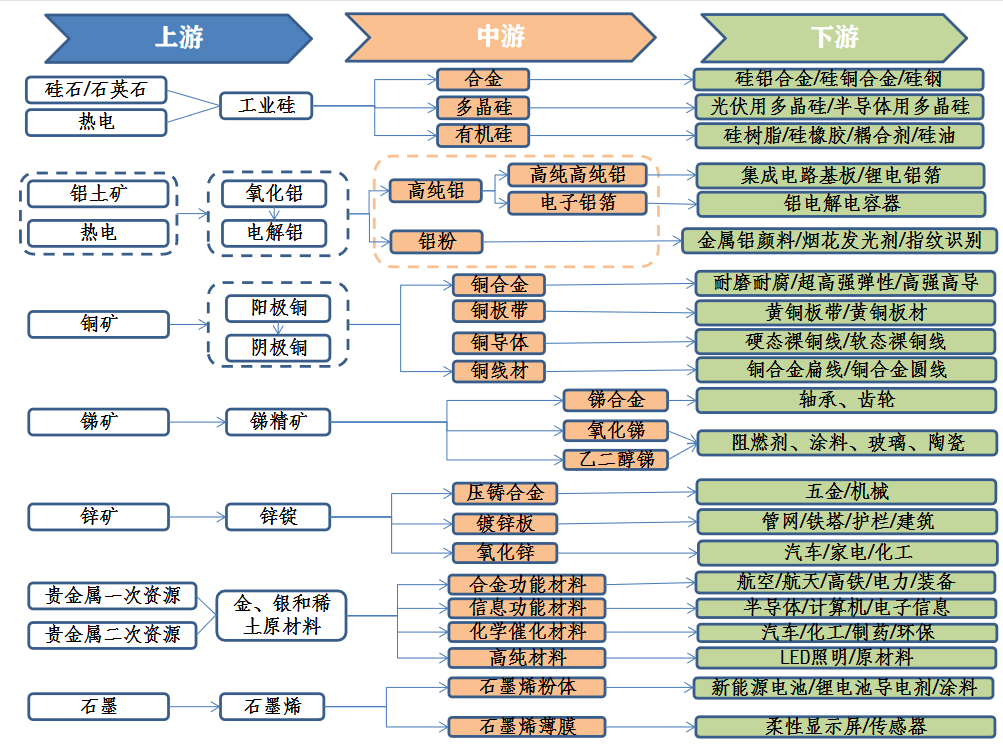 上游
中游
下游
硅石/石英石
热电
工业硅
合金
多晶硅
有机硅
硅铝合金/硅铜合金/硅钢
光伏用多晶硅/半导体用多晶硅
硅树脂/硅橡胶/耦合剂/硅油
铝土矿
热电
氧化铝
电解铝
高纯铝
高纯高纯铝
电子铝箔
铝粉
集成电路基板/锂电铝箔
铝电解电容器
金属铝颜料/烟花发光剂/指纹识别
铜矿
阳极铜
阴极铜
铜合金
铜板带
铜导体
铜线材
耐磨耐腐/超高强弹性/高强高导
黄铜板带/黄铜板材
硬态裸铜线/软态裸铜线
铜合金扁线/铜合金圆线
锑矿
锑精矿
锑合金
氧化锑
乙二醇锑
轴承、齿轮
阻燃剂、涂料、玻璃、陶瓷
锌矿
锌锭
压铸合金
镀锌板
氧化锌
五金/机械
管网/铁塔/护栏/建筑
汽车/家电/化工
贵金属一次资源
贵金属二次资源
金、银和稀
土原材料
合金功能材料
信息功能材料
化学催化材料
高纯材料
航空/航天/高铁/电力/装备
半导体/计算机/电子信息
汽车/化工/制药/环保
LED照明/原材料
石墨
石墨烯
石墨烯粉体
石墨烯薄膜
新能源电池/锂电池导电剂/涂料
柔性显示屏/传感器